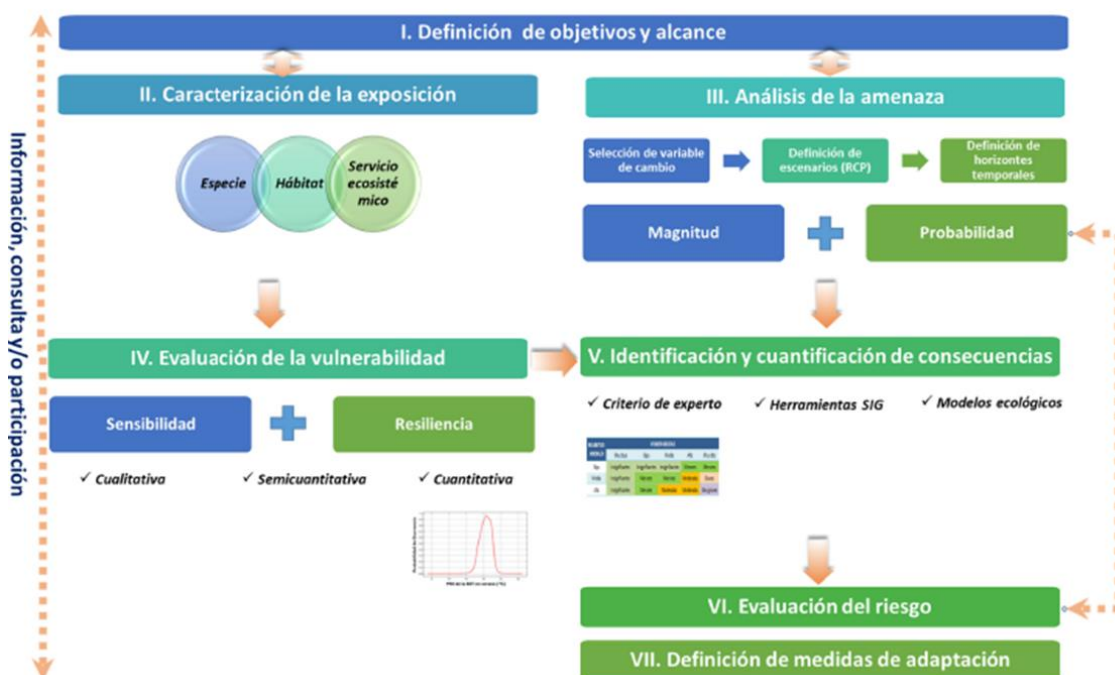 I. Definición de objetivos y alcance
II. Caracterización de la exposición
III. Análisis de la amenaza
Especie
Hábitat
Servicio
ecosisté
mico
Selección de variable
de cambio
Definición de
escenarios (RCP)
Definición de
horizontes
temporales
Magnitud
Probabilidad
Información, consulta y/o participación
IV. Evaluación de la vulnerabilidad
V. Identificación y cuantificación de consecuencias
Sensibilidad
Resiliencia
✓ Cualitativa
✓ Semicuantitativa
✓ Cuantitativa
✓ Criterio de experto
✓ Herramientas SIG
✓ Modelos ecológicos
VI. Evaluación del riesgo
VII. Definición de medidas de adaptación